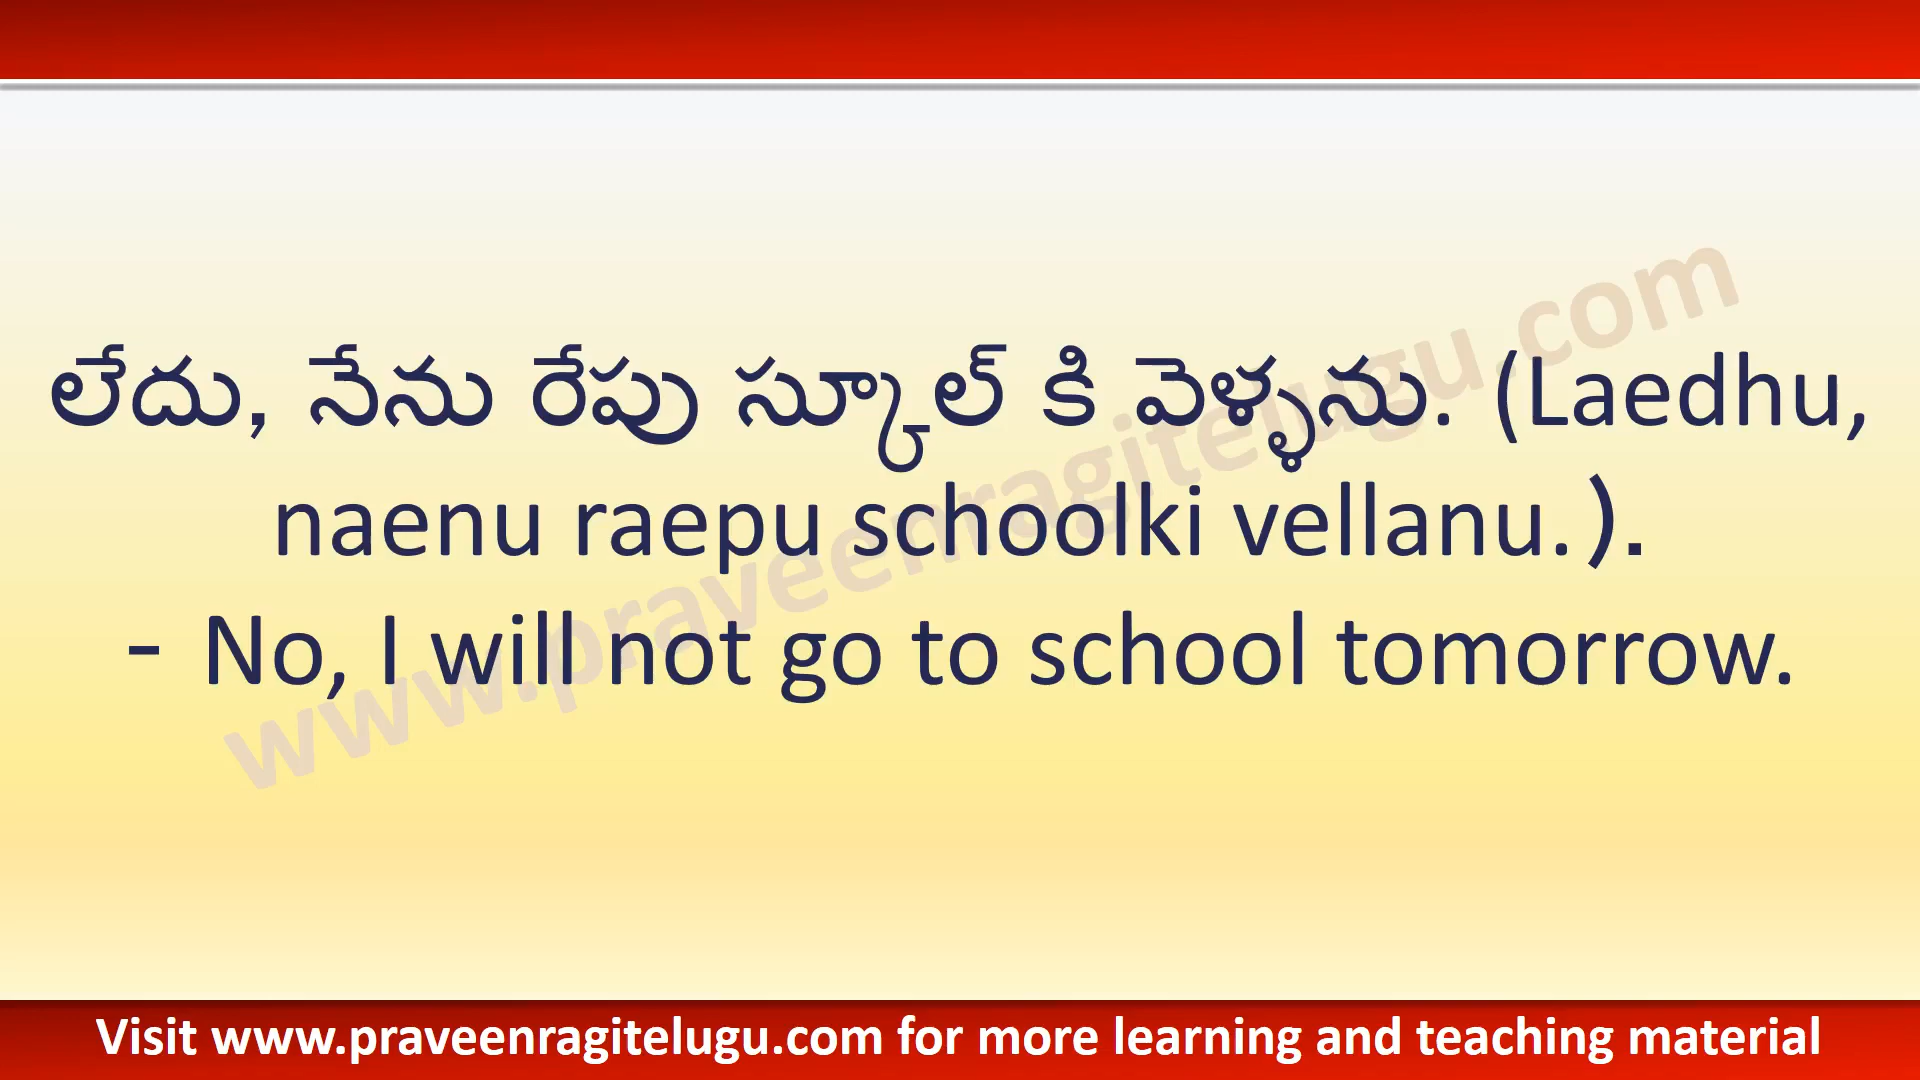 లేదు, నేను రేపు స్కూల్ కి వెళ్ళను. (Laedhu,
naenu raepu schoolki vellanu.).
- No, I will not go to school tomorrow.
www.praveenragitelugu.com
Visit www.praveenragitelugu.com for more learning and teaching material